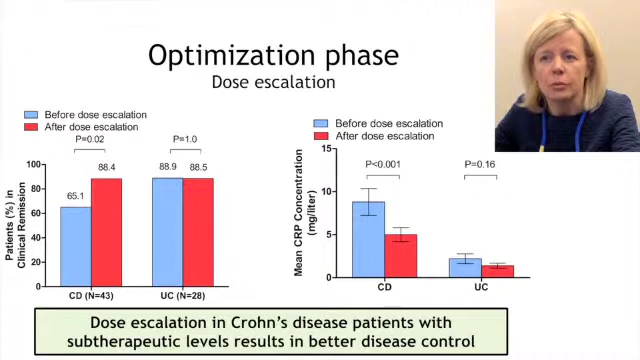 Optimization phase
Dose escalation
Before dose escalation
After dose escalation
P=0.02
P=1.0
88.4
88.9
88.5
65.1
100
80
60
40
20
0
Patients (%) in
Clinical Remission
CD (N=43)
UC (N=28)
Before dose escalation
After dose escalation
P<0.001
P=0.16
15
10
5
0
Mean CRP Concentration
(mg/liter)
CD
UC
Dose escalation in Crohn's disease patients with
subtherapeutic levels results in better disease control